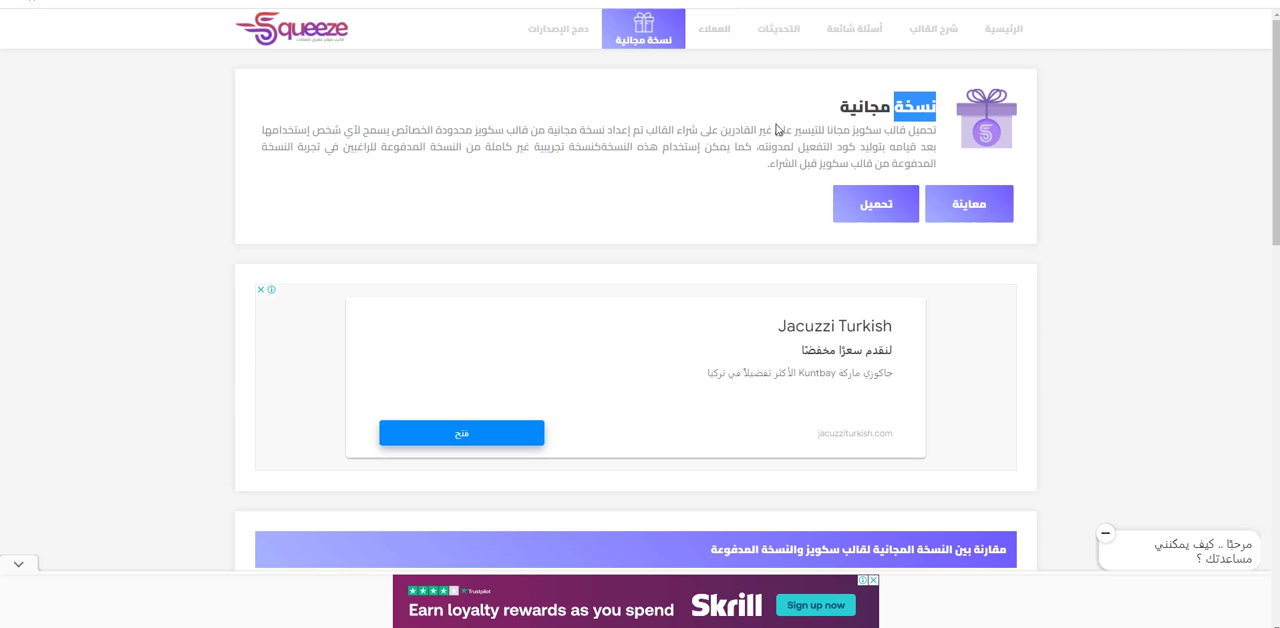 الرئيسية
شرح القالب
أسئلة شائعة
التحديثات
العملاء
نسخة مجانية
دمج الإصدارات
Squeeze
نسخة مجانية
تحميل قالب سكويز مجانا للتيسير على غير القادرين على شراء القالب تم إعداد نسخة مجانية من قالب سكويز محدودة الخصائص يسمح لأي شخص إستخدامها
بعد قيامه بتوليد كود التفعيل لمدونته، كما يمكن إستخدام هذه النسخةكنسخة تجريبية غير كاملة من النسخة المدفوعة للراغبين في تجربة النسخة
المدفوعة من قالب سكويز قبل الشراء.
معاينة
تحميل
Jacuzzi Turkish
لنقدم سعرًا مخفضًا
جاكوزي ماركة Kuntbay الأكثر تفضيلاً في تركيا
فتح
jacuzziturkish.com
مقارنة بين النسخة المجانية لقالب سكويز والنسخة المدفوعة
مرحبًا .. كيف يمكنني
مساعدتك ؟
Trustpilot
Earn loyalty rewards as you spend
Skrill
Sign up now